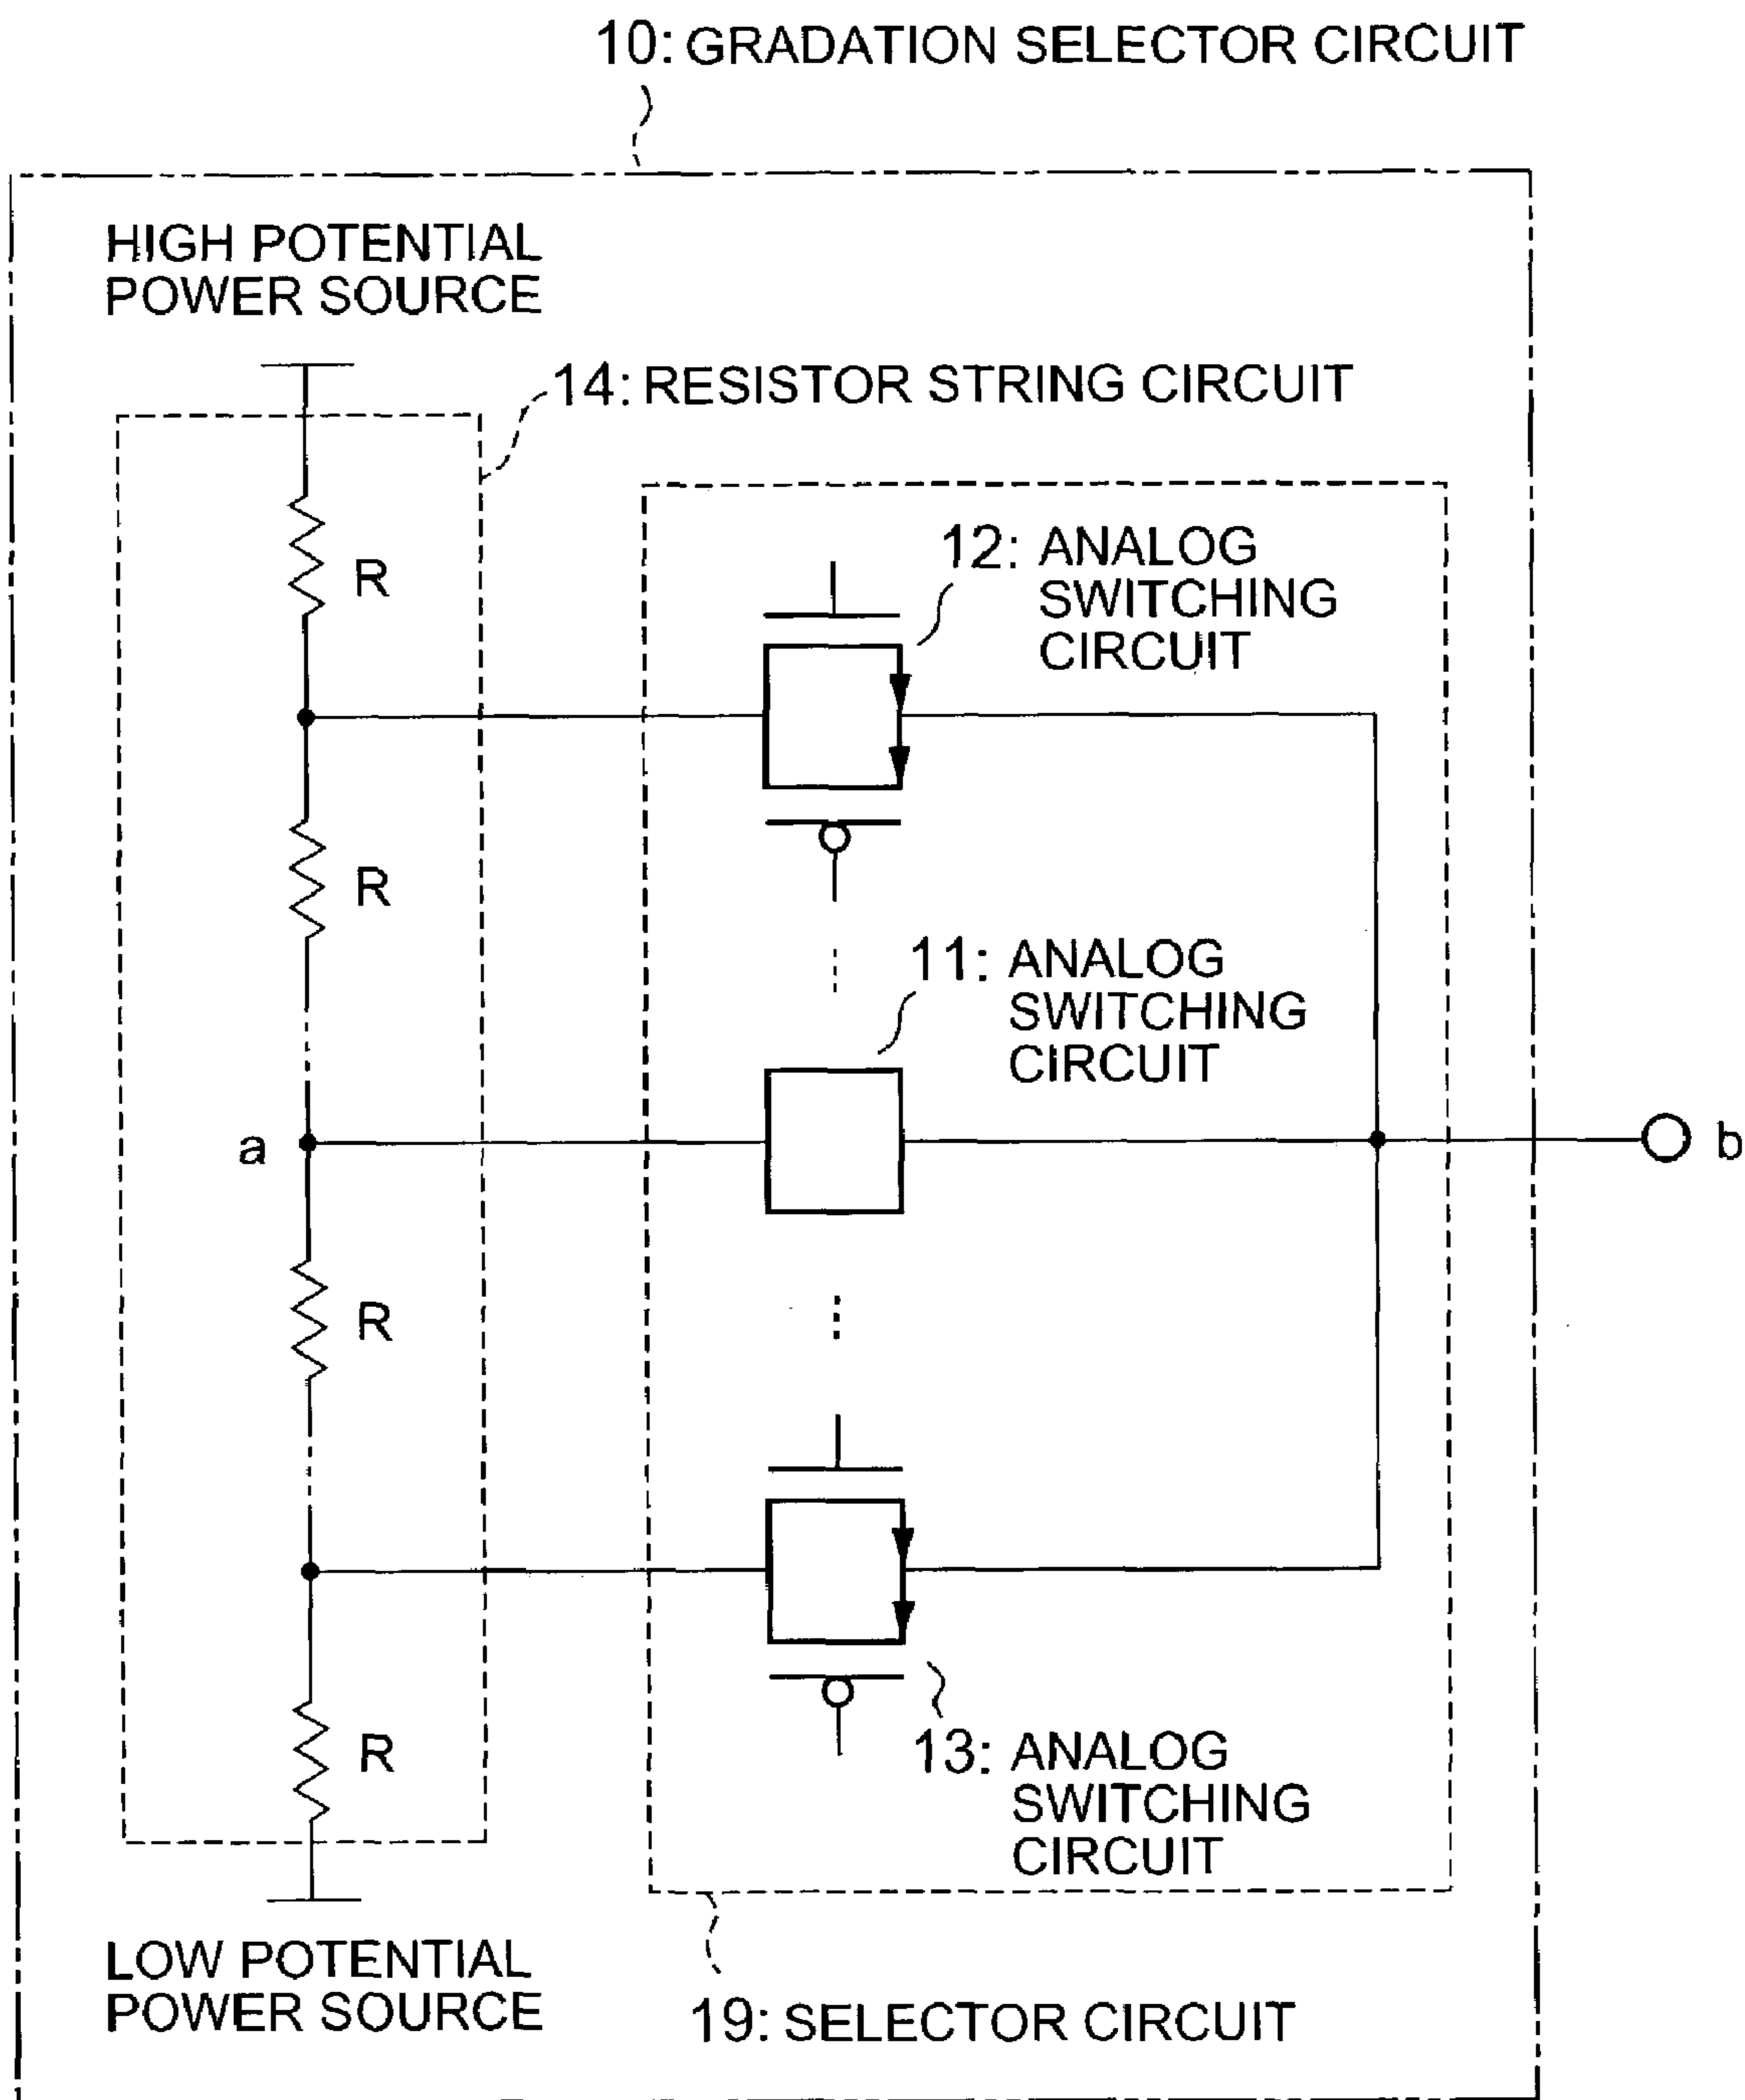 10: GRADATION SELECTOR CIRCUIT
HIGH POTENTIAL
POWER SOURCE
14: RESISTOR STRING CIRCUIT
12: ANALOG
SWITCHING
CIRCUIT
R
R
11: ANALOG
SWITCHING
CIRCUIT
a
b
R
13: ANALOG
SWITCHING
CIRCUIT
R
LOW POTENTIAL
POWER SOURCE
19: SELECTOR CIRCUIT